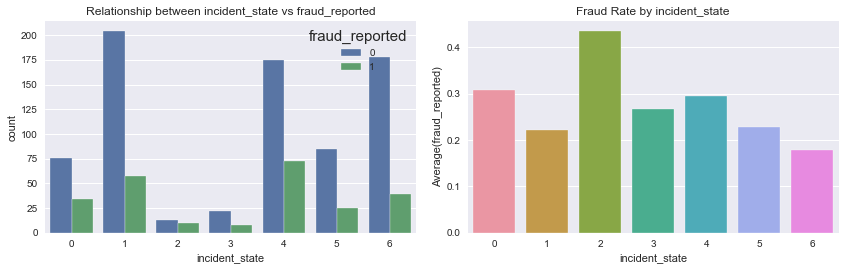 Relationship between incident_state vs fraud_reported
fraud_reported
0
1
200
175
150
125
100
75
50
25
0
count
0 1 2 3 4 5 6
incident_state
Fraud Rate by incident_state
0.4
0.3
0.2
0.1
0.0
Average(fraud_reported)
0 1 2 3 4 5 6
incident_state